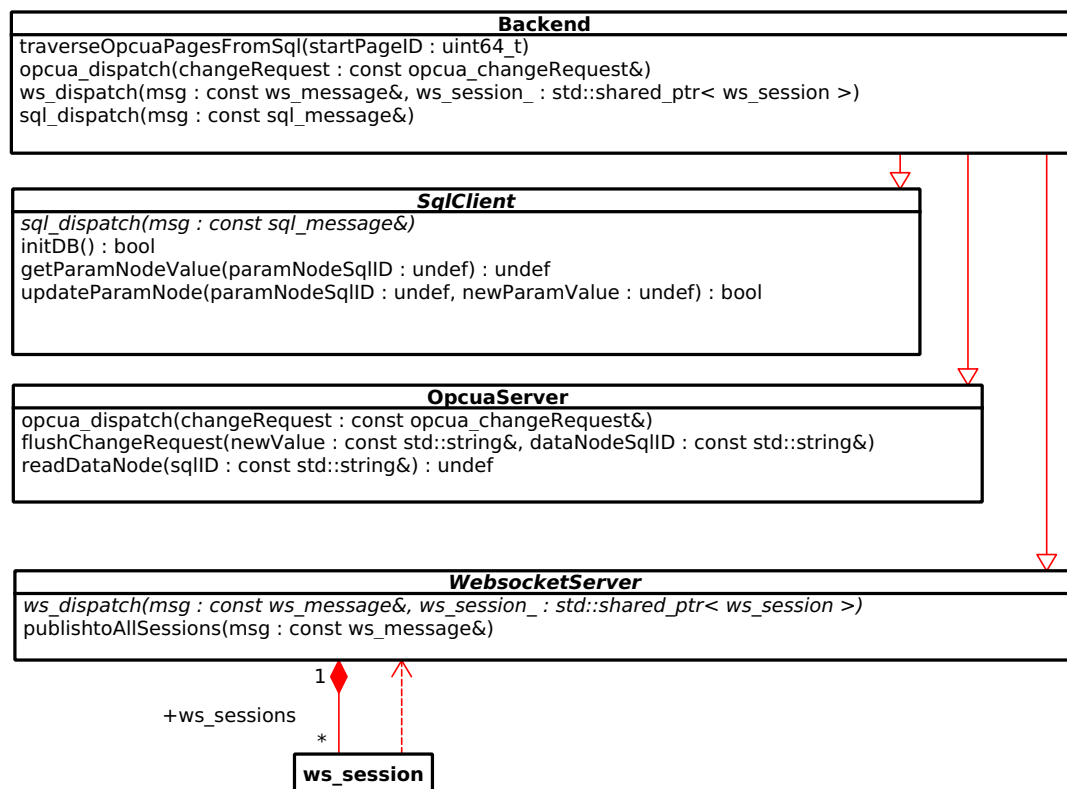 Backend
traverseOpcuaPagesFromSql(startPageID : uint64_t)
opcua_dispatch(changeRequest : const opcua_changeRequest&)
ws_dispatch(msg : const ws_message&, ws_session_ : std::shared_ptr< ws_session >)
sql_dispatch(msg : const sql_message&)
SqlClient
sql_dispatch(msg : const sql_message&)
initDB() : bool
getParamNodeValue(paramNodeSqlID : undef) : undef
updateParamNode(paramNodeSqlID : undef, newParamValue : undef) : bool
OpcuaServer
opcua_dispatch(changeRequest : const opcua_changeRequest&)
flushChangeRequest(newValue : const std::string&, dataNodeSqlID : const std::string&)
readDataNode(sqlID : const std::string&) : undef
WebsocketServer
ws_dispatch(msg : const ws_message&, ws_session_ : std::shared_ptr< ws_session >)
publishtoAllSessions(msg : const ws_message&)
1
+ws_sessions
*
ws_session